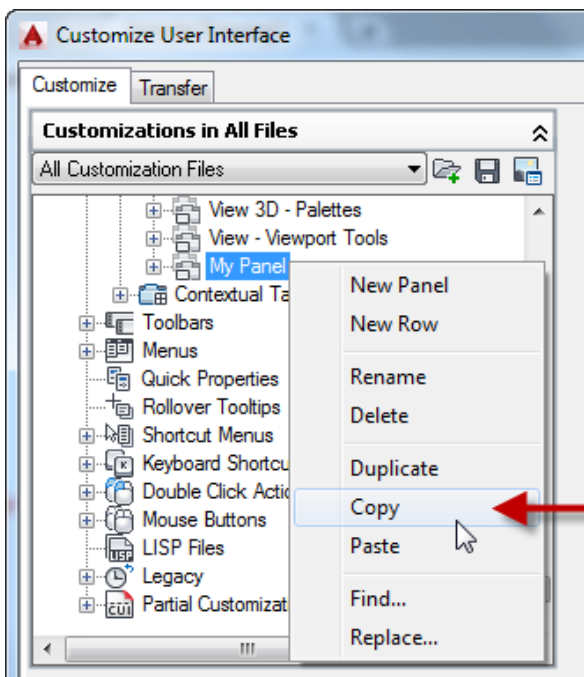 Customize User Interface
Customize
Transfer
Customizations in All Files
All Customization Files
View 3D - Palettes
View - Viewport Tools
My Panel
Contextual Ta
Toolbars
Menus
Quick Properties
Rollover Tooltips
Shortcut Menus
Keyboard Shortcu
Double Click Actio
Mouse Buttons
LISP Files
Legacy
Partial Customizat
New Panel
New Row
Rename
Delete
Duplicate
Copy
Paste
Find...
Replace...